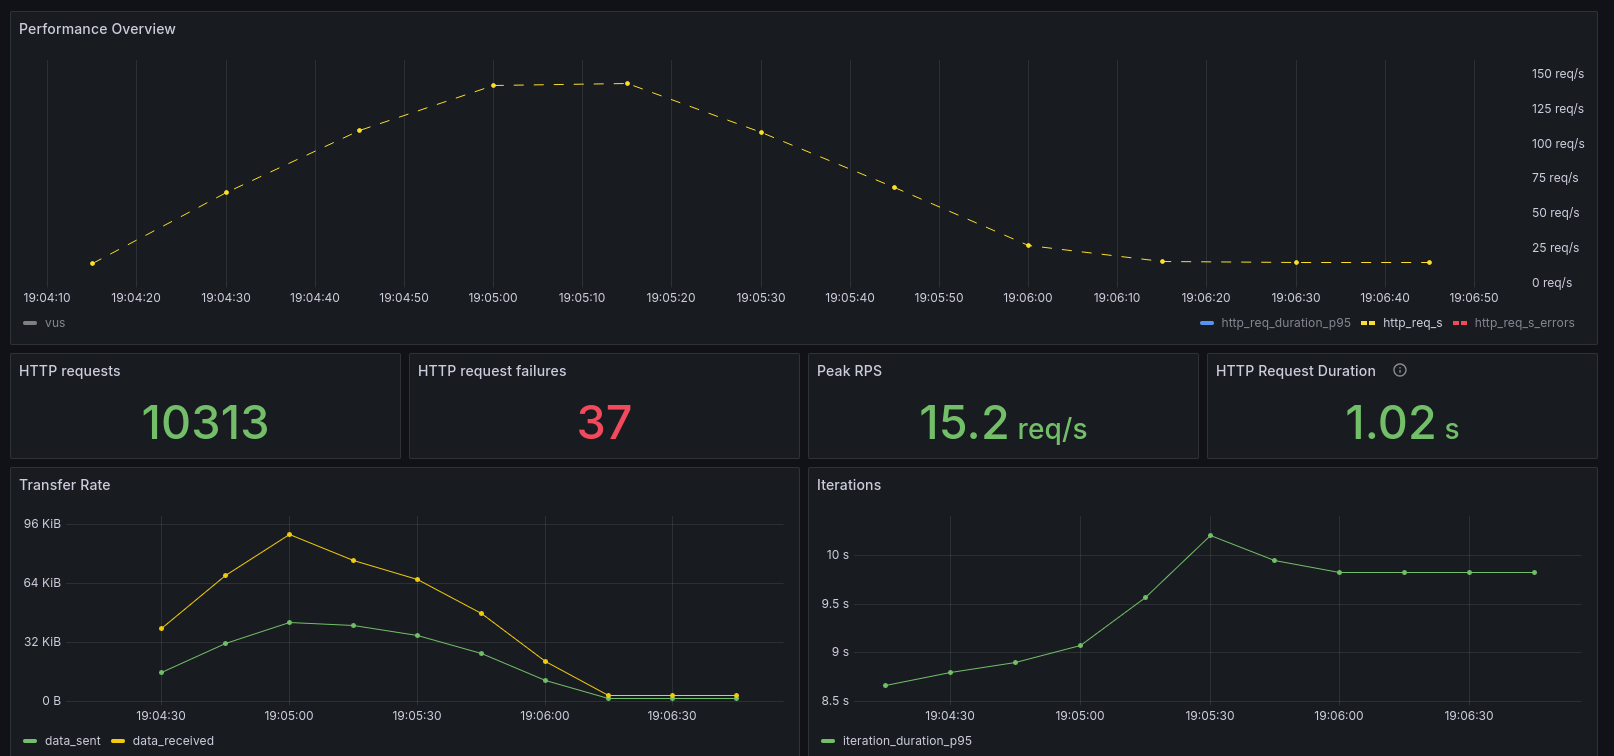 Performance Overview
150 req/s
125 req/s
100 req/s
75 req/s
50 req/s
25 req/s
0 req/s
19:04:10 19:04:20 19:04:30 19:04:40 19:04:50 19:05:00 19:05:10 19:05:20 19:05:30 19:05:40 19:05:50 19:06:00 19:06:10 19:06:20 19:06:30 19:06:40 19:06:50
vus http_req_duration_p95 http_req_s http_req_s_errors
HTTP requests
10313
HTTP request failures
37
Peak RPS
15.2 req/s
HTTP Request Duration
1.02 s
Transfer Rate
96 KiB
64 KiB
32 KiB
0 B
19:04:30 19:05:00 19:05:30 19:06:00 19:06:30
data_sent data_received
Iterations
10 s
9.5 s
9 s
8.5 s
19:04:30 19:05:00 19:05:30 19:06:00 19:06:30
iteration_duration_p95